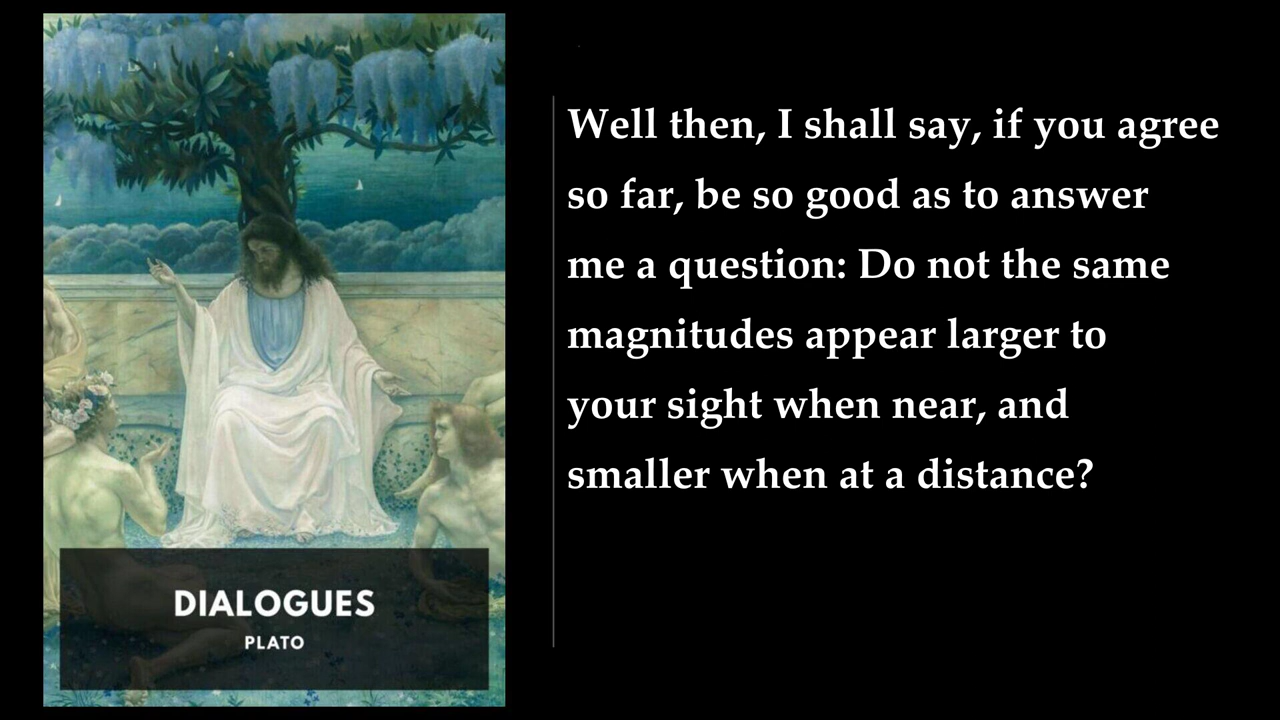 DIALOGUES
PLATO
Well then, I shall say, if you agree
so far, be so good as to answer
me a question: Do not the same
magnitudes appear larger to
your sight when near, and
smaller when at a distance?